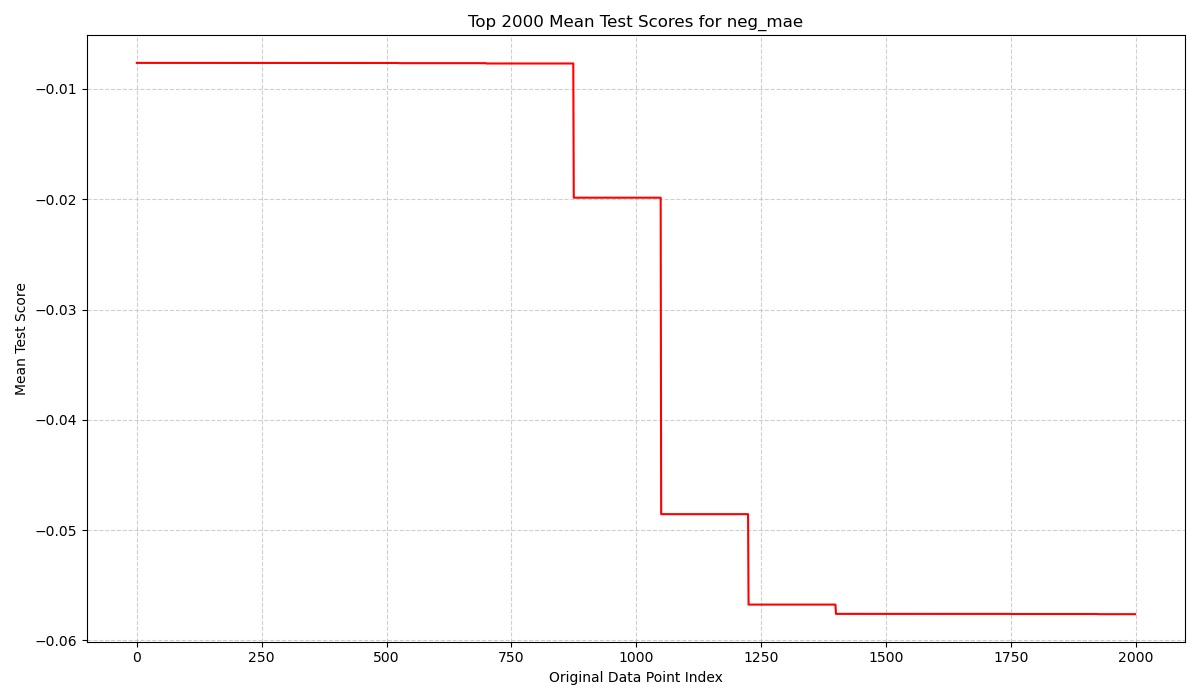 Top 2000 Mean Test Scores for neg_mae
Mean Test Score
−0.01
−0.02
−0.03
−0.04
−0.05
−0.06
0 250 500 750 1000 1250 1500 1750 2000
Original Data Point Index